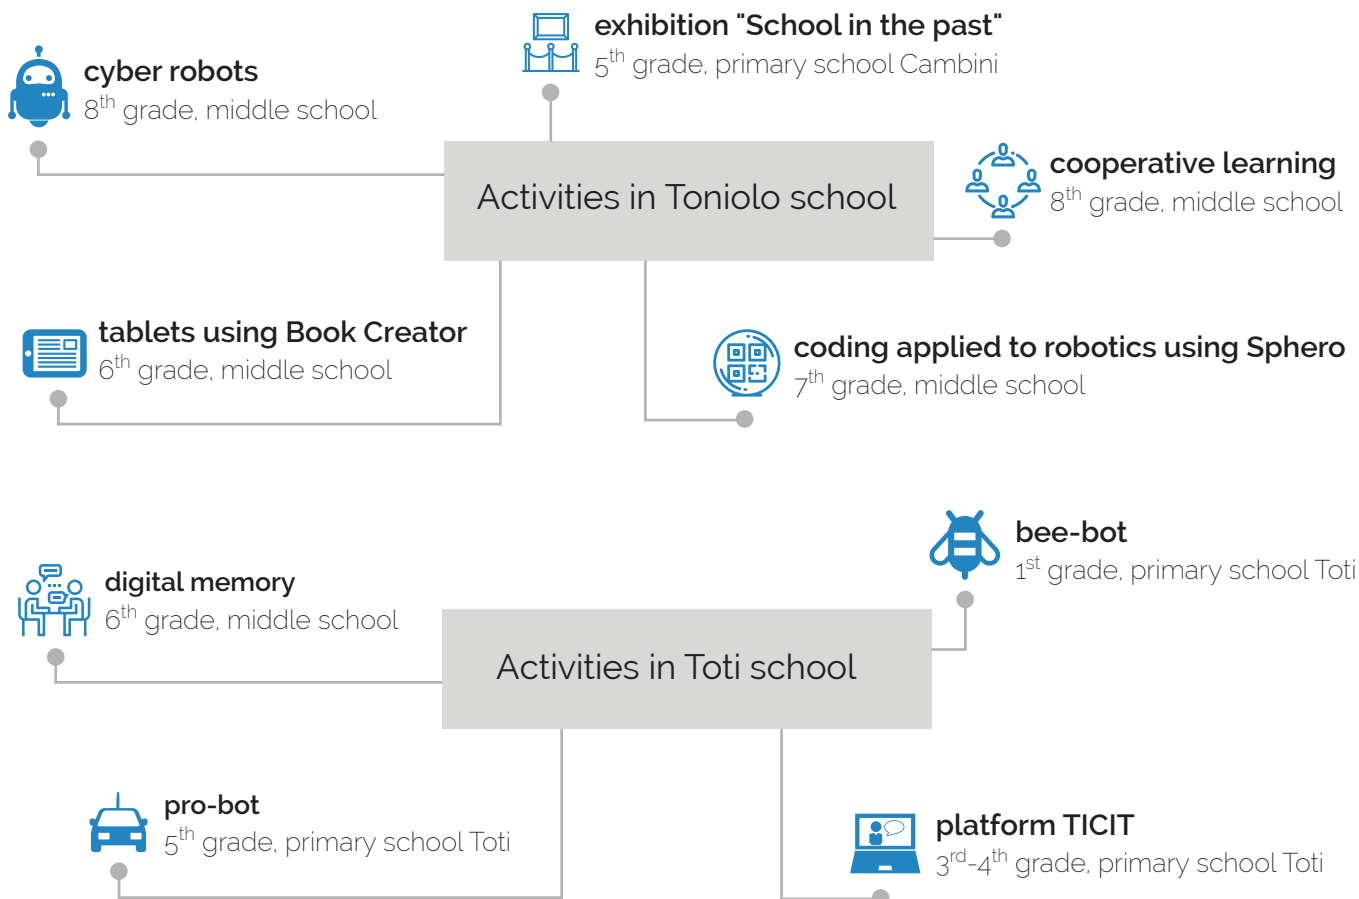 exhibition "School in the past"
5th grade, primary school Cambini
cyber robots
8th grade, middle school
Activities in Toniolo school
cooperative learning
8th grade, middle school
tablets using Book Creator
6th grade, middle school
coding applied to robotics using Sphero
7th grade, middle school
bee-bot
1st grade, primary school Toti
digital memory
6th grade, middle school
Activities in Toti school
pro-bot
5th grade, primary school Toti
platform TICIT
3rd-4th grade, primary school Toti